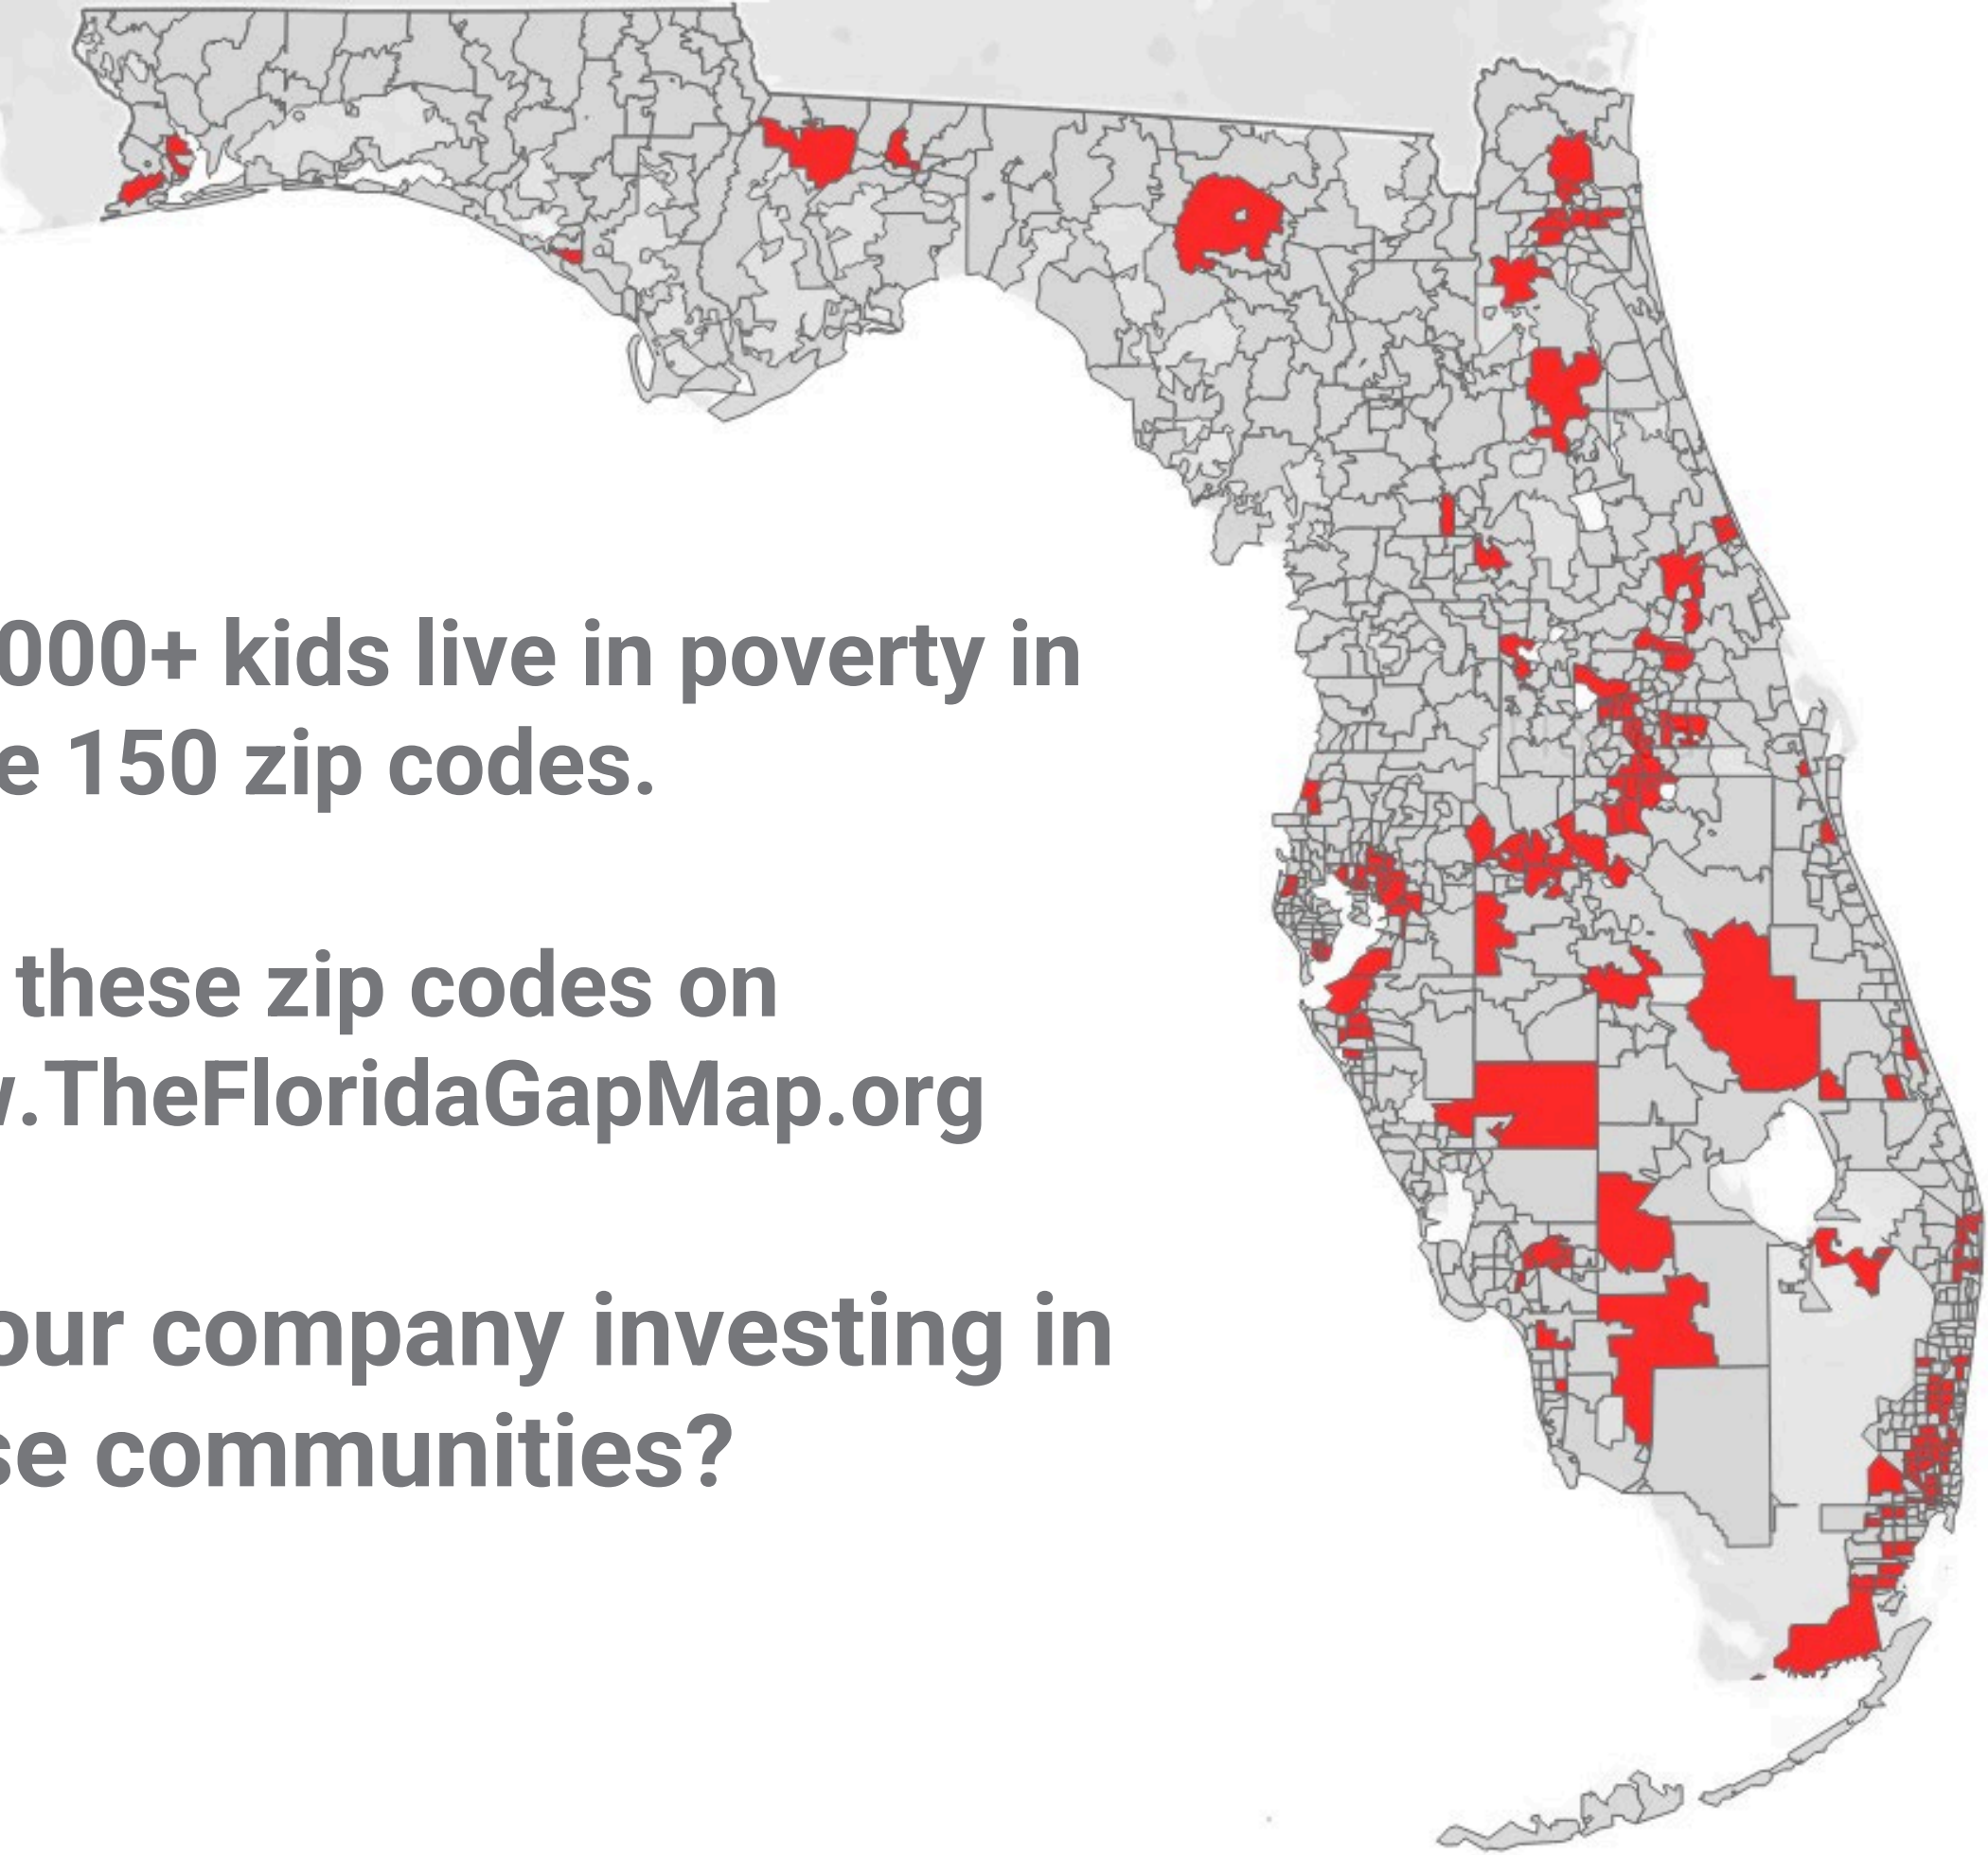 000+ kids live in poverty in
e 150 zip codes.
these zip codes on
.TheFloridaGapMap.org
our company investing in
se communities?